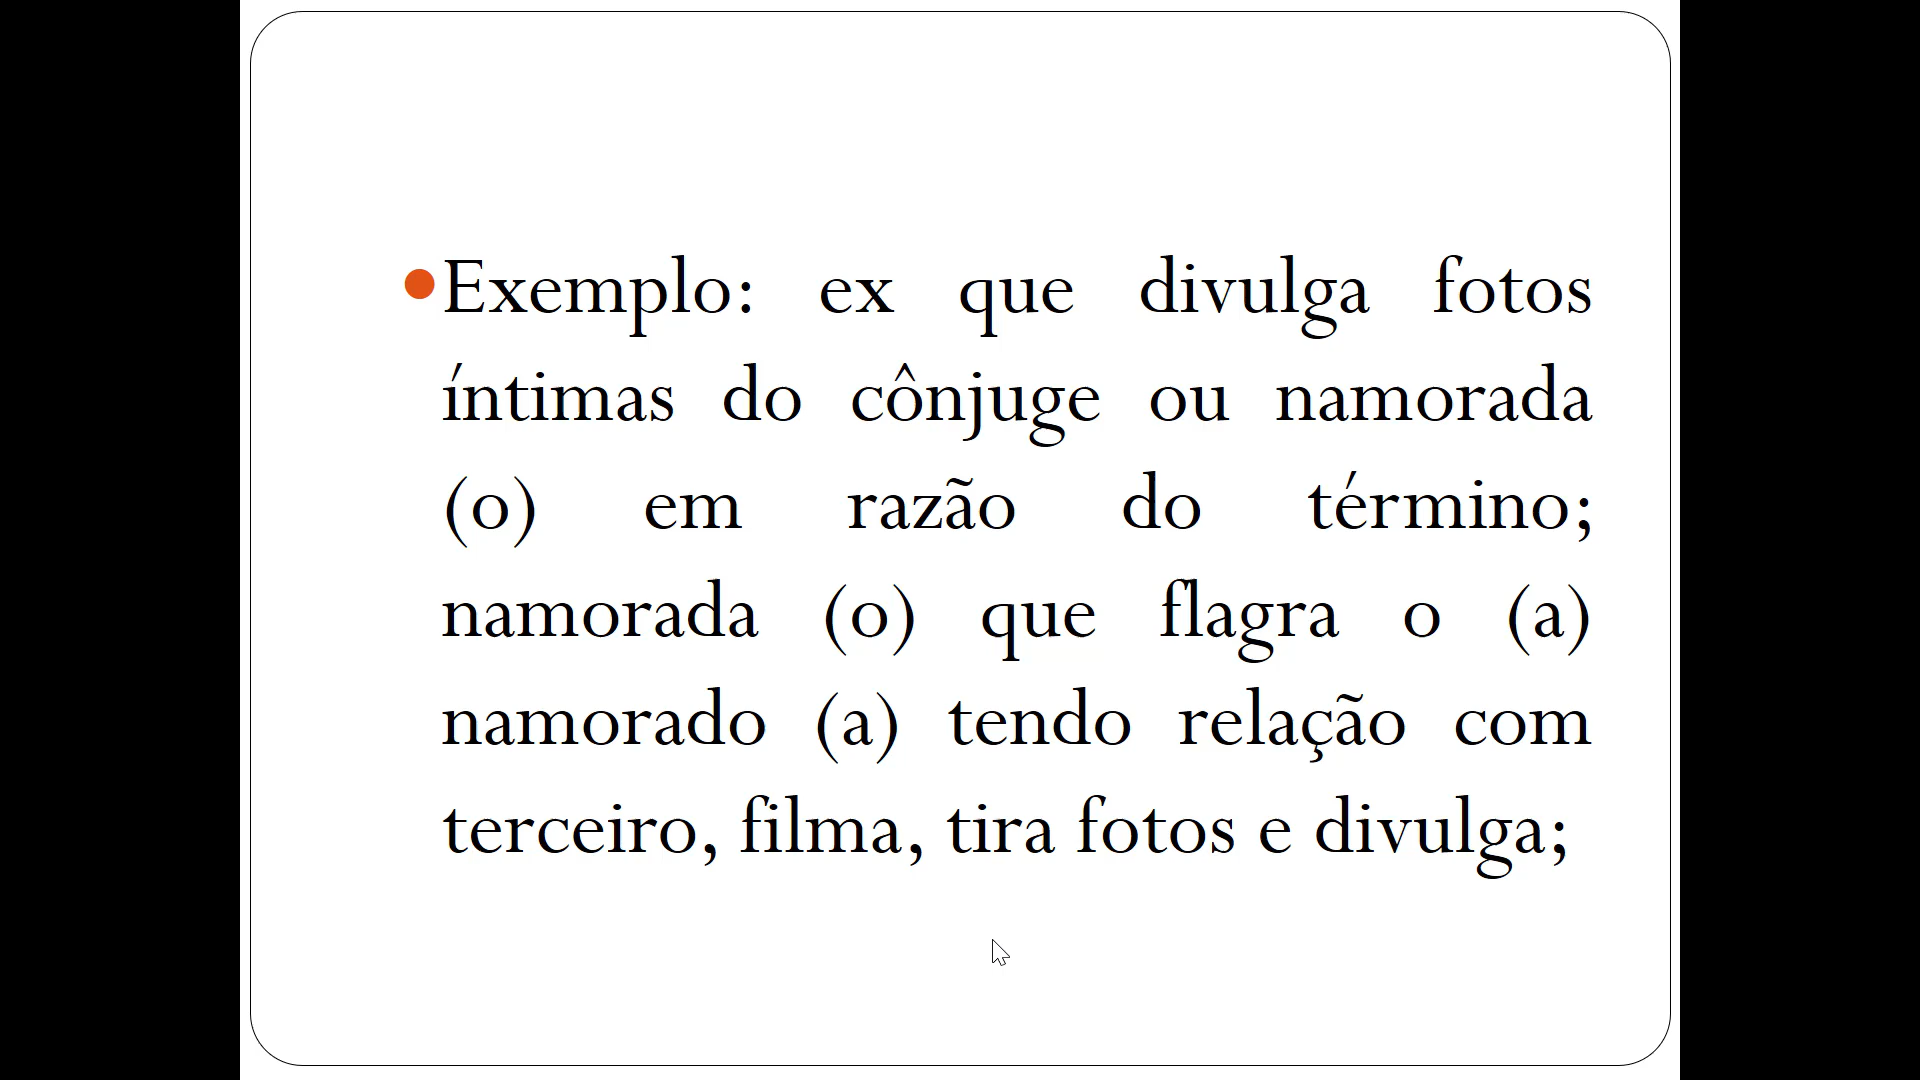 •Exemplo: ex que divulga fotos
íntimas do cônjuge ou namorada
(o) em razão do término;
namorada (o) que flagra o (a)
namorado (a) tendo relação com
terceiro, filma, tira fotos e divulga;